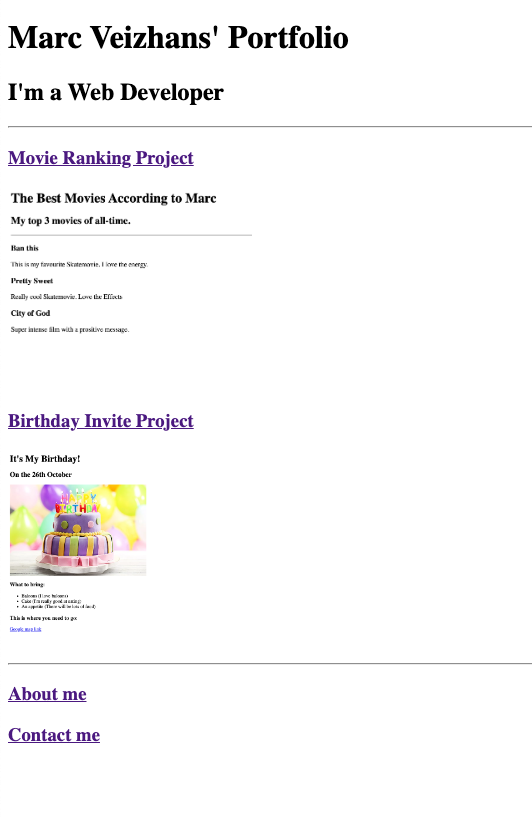 Marc Veizhans' Portfolio
I'm a Web Developer
Movie Ranking Project
The Best Movies According to Marc
My top 3 movies of all-time.
Ban this
This is my favourite Skatemovie. I love the energy.
Pretty Sweet
Really cool Skatemovie. Love the Effects
City of God
Super intense film with a prositive message.
Birthday Invite Project
It's My Birthday!
On the 26th October
HAPPY
BIRTHDAY
What to bring:
Baloons (I love baloons)
Cake (I'm really good at eating)
An appetite (There will be lots of food)
This is where you need to go:
Google map link
About me
Contact me